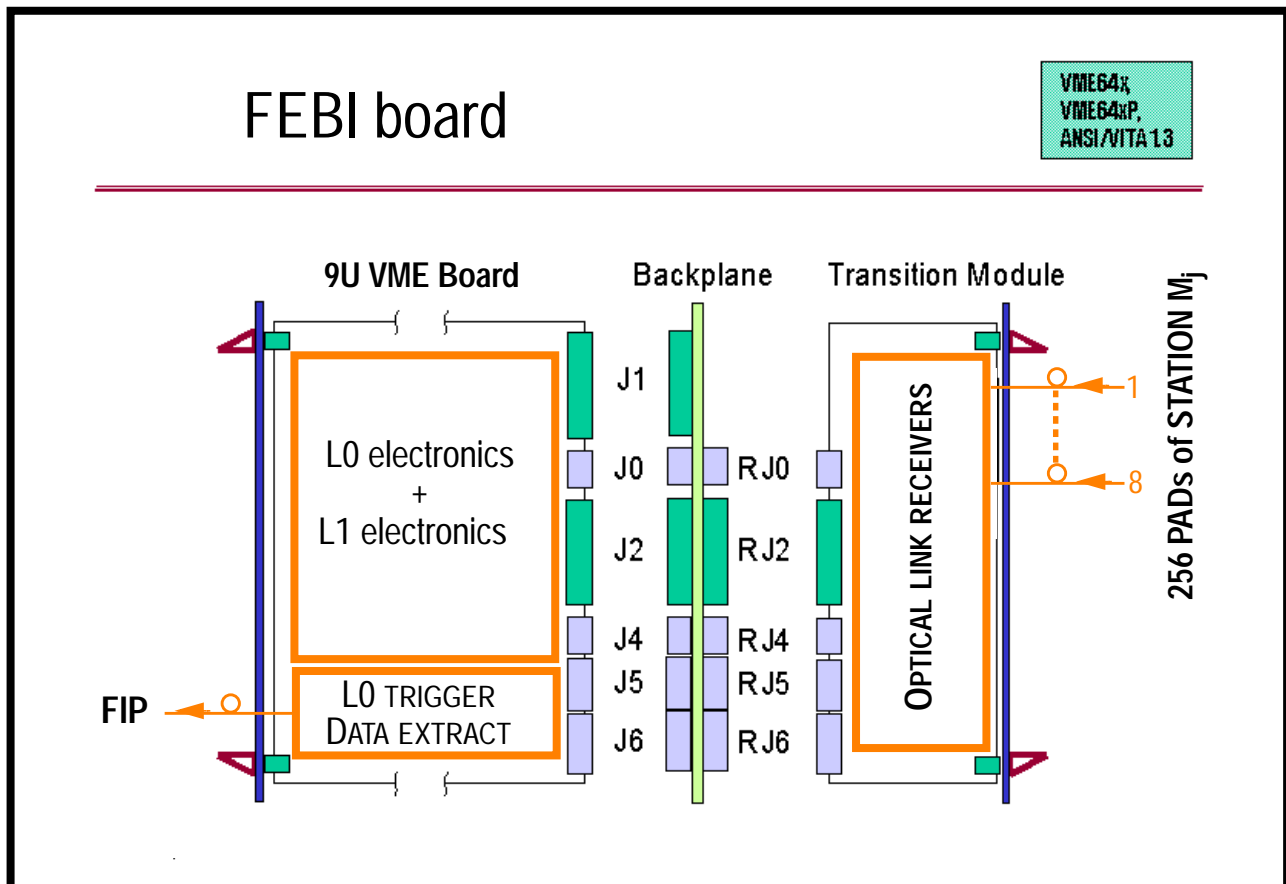 FEBI board
VME64x,
VME64xP,
ANSI/VITA 1.3
9U VME Board
Backplane
Transition Module
L0 electronics
+
L1 electronics
L0 TRIGGER
DATA EXTRACT
FIP
J1
J0
J2
J4
J5
J6
RJ0
RJ2
RJ4
RJ5
RJ6
OPTICAL LINK RECEIVERS
1
8
256 PADs of STATION Mj